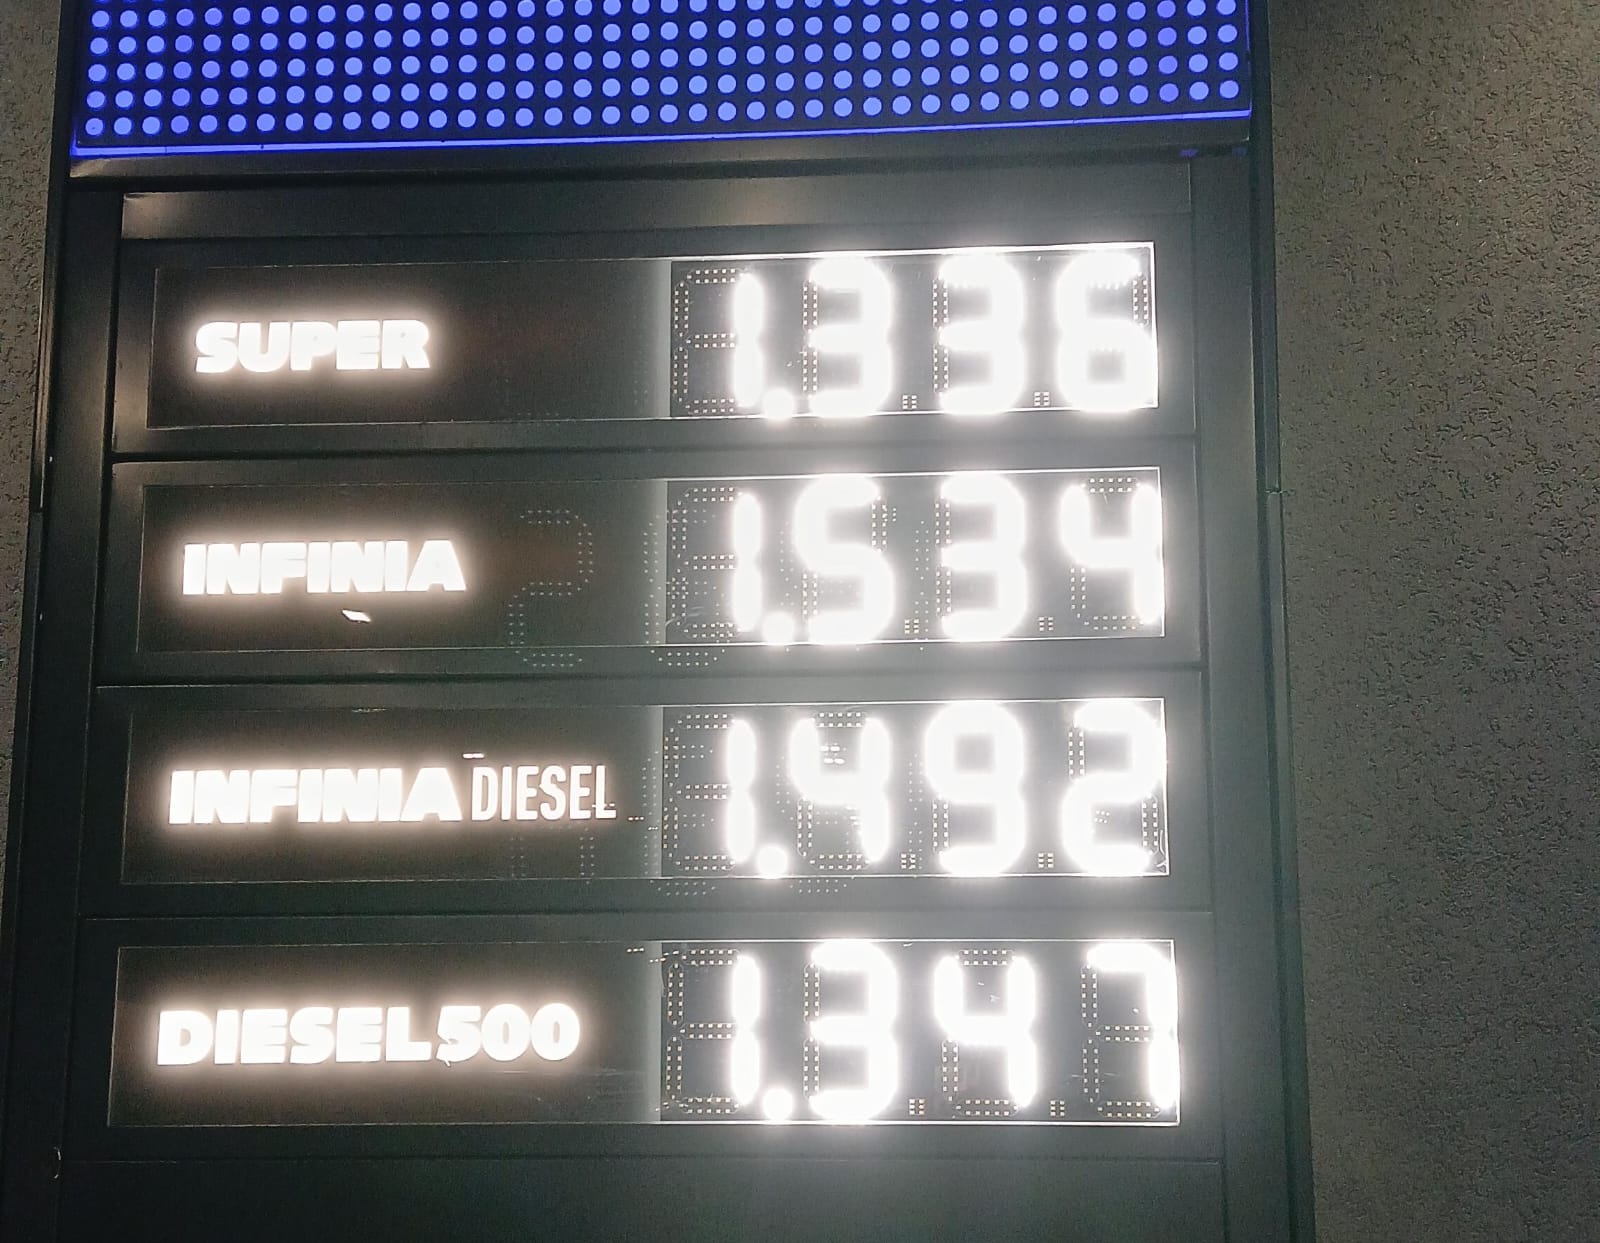 SUPER 1.336
INFINIA 1.534
INFINIA DIESEL 1.492
DIESEL 500 1.347